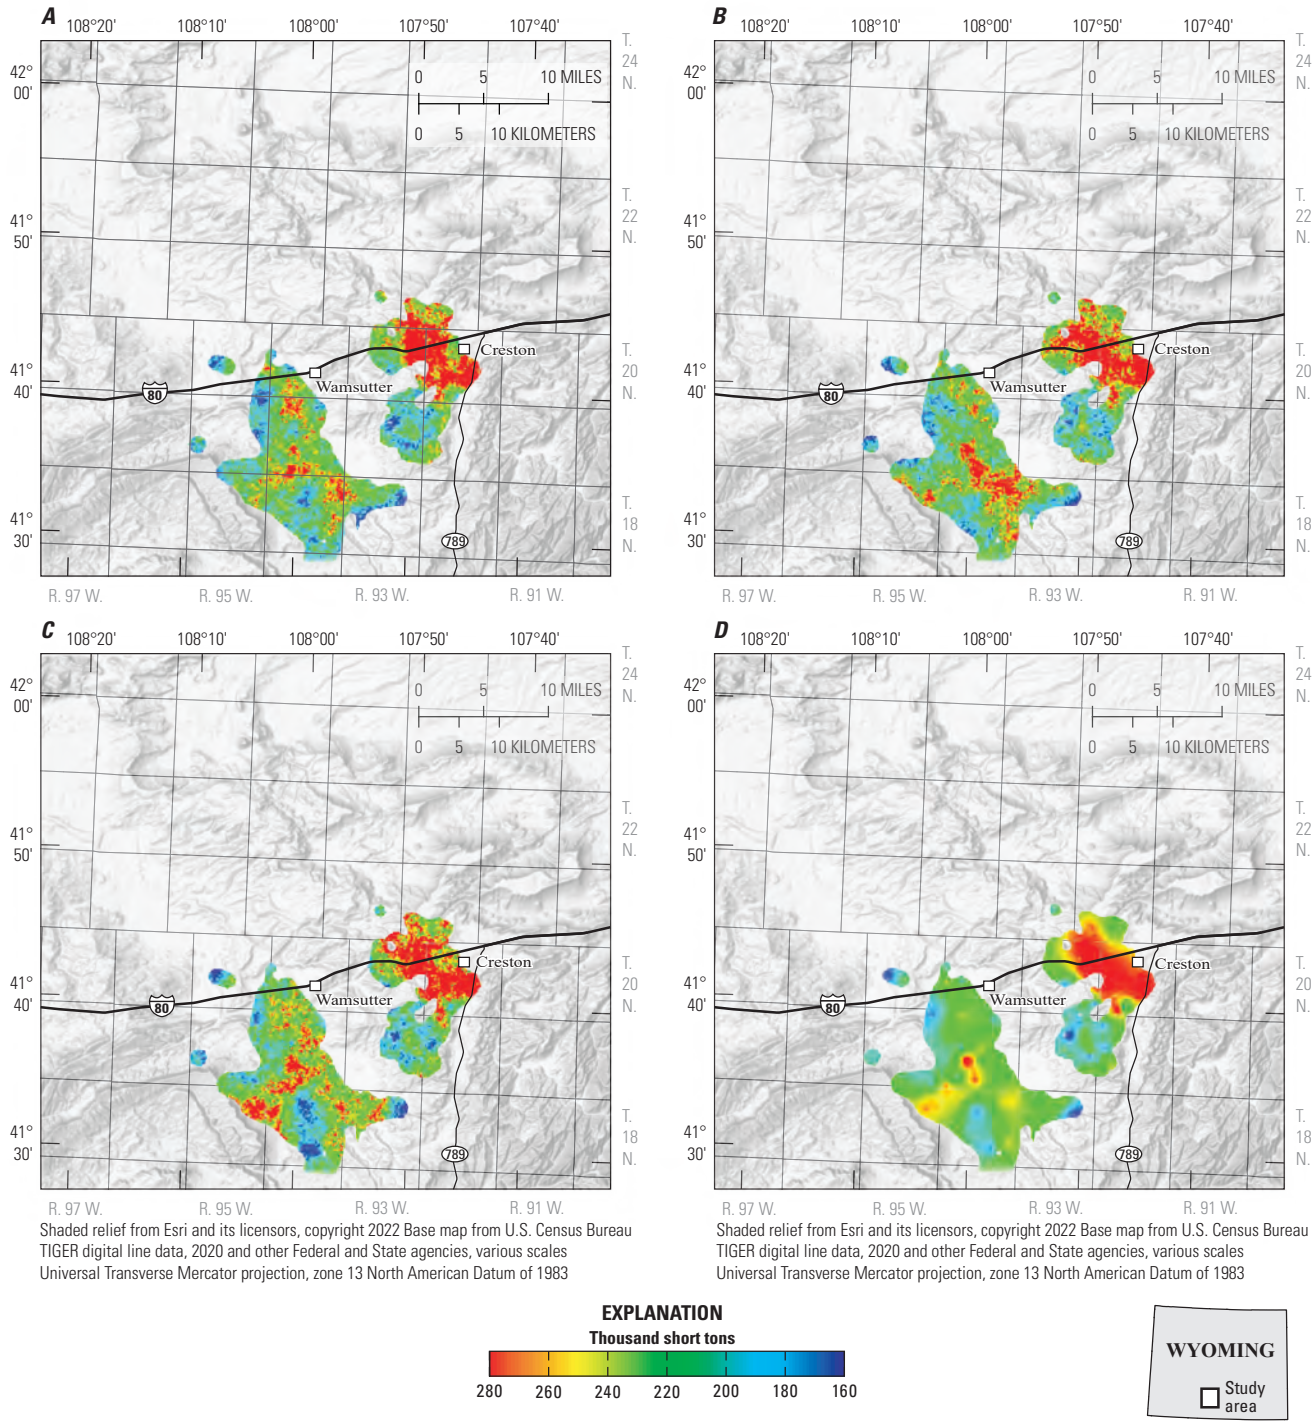 A
108°20'
108°10'
108°00'
107°50'
107°40'
T.
24
N.
42°
00'
0 5 10 MILES
0 5 10 KILOMETERS
T.
22
N.
41°
50'
Creston
T.
20
N.
41°
40'
80
Wamsutter
T.
18
N.
41°
30'
789
R. 97 W.
R. 95 W.
R. 93 W.
R. 91 W.
B
108°20'
108°10'
108°00'
107°50'
107°40'
T.
24
N.
42°
00'
0 5 10 MILES
0 5 10 KILOMETERS
T.
22
N.
41°
50'
Creston
T.
20
N.
41°
40'
80
Wamsutter
T.
18
N.
41°
30'
789
R. 97 W.
R. 95 W.
R. 93 W.
R. 91 W.
C
108°20'
108°10'
108°00'
107°50'
107°40'
T.
24
N.
42°
00'
0 5 10 MILES
0 5 10 KILOMETERS
T.
22
N.
41°
50'
Creston
T.
20
N.
41°
40'
80
Wamsutter
T.
18
N.
41°
30'
789
R. 97 W.
R. 95 W.
R. 93 W.
R. 91 W.
Shaded relief from Esri and its licensors, copyright 2022 Base map from U.S. Census Bureau
TIGER digital line data, 2020 and other Federal and State agencies, various scales
Universal Transverse Mercator projection, zone 13 North American Datum of 1983
D
108°20'
108°10'
108°00'
107°50'
107°40'
T.
24
N.
42°
00'
0 5 10 MILES
0 5 10 KILOMETERS
T.
22
N.
41°
50'
Creston
T.
20
N.
41°
40'
80
Wamsutter
T.
18
N.
41°
30'
789
R. 97 W.
R. 95 W.
R. 93 W.
R. 91 W.
Shaded relief from Esri and its licensors, copyright 2022 Base map from U.S. Census Bureau
TIGER digital line data, 2020 and other Federal and State agencies, various scales
Universal Transverse Mercator projection, zone 13 North American Datum of 1983
EXPLANATION
Thousand short tons
280 260 240 220 200 180 160
WYOMING
Study
area